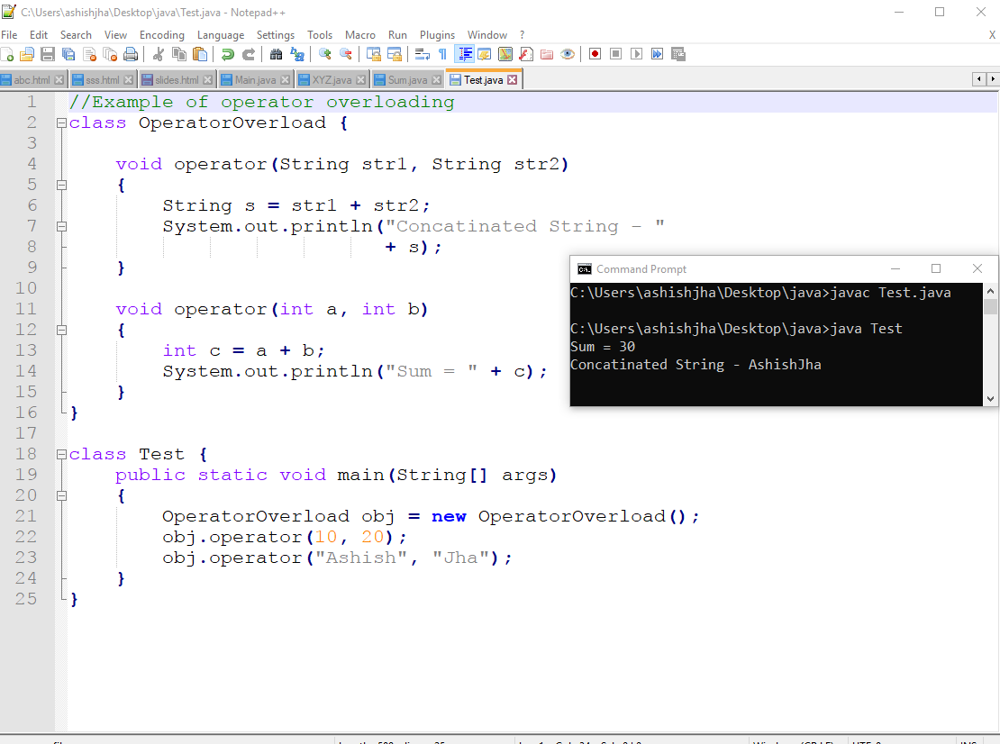 C:\Users\ashishjha\Desktop\java\Test.java - Notepad++
File Edit Search View Encoding Language Settings Tools Macro Run Plugins Window ? X
abc.html sss.html slides.html Main.java XYZ.java Sum.java Test.java
1 //Example of operator overloading
2 class OperatorOverload {
3
4 void operator(String str1, String str2)
5 {
6 String s = str1 + str2;
7 System.out.println("Concatinated String - "
8 + s);
9 }
10
11 void operator(int a, int b)
12 {
13 int c = a + b;
14 System.out.println("Sum = " + c);
15 }
16 }
17
18 class Test {
19 public static void main(String[] args)
20 {
21 OperatorOverload obj = new OperatorOverload();
22 obj.operator(10, 20);
23 obj.operator("Ashish", "Jha");
24 }
25 }
Command Prompt
C:\Users\ashishjha\Desktop\java>javac Test.java
C:\Users\ashishjha\Desktop\java>java Test
Sum = 30
Concatinated String - AshishJha